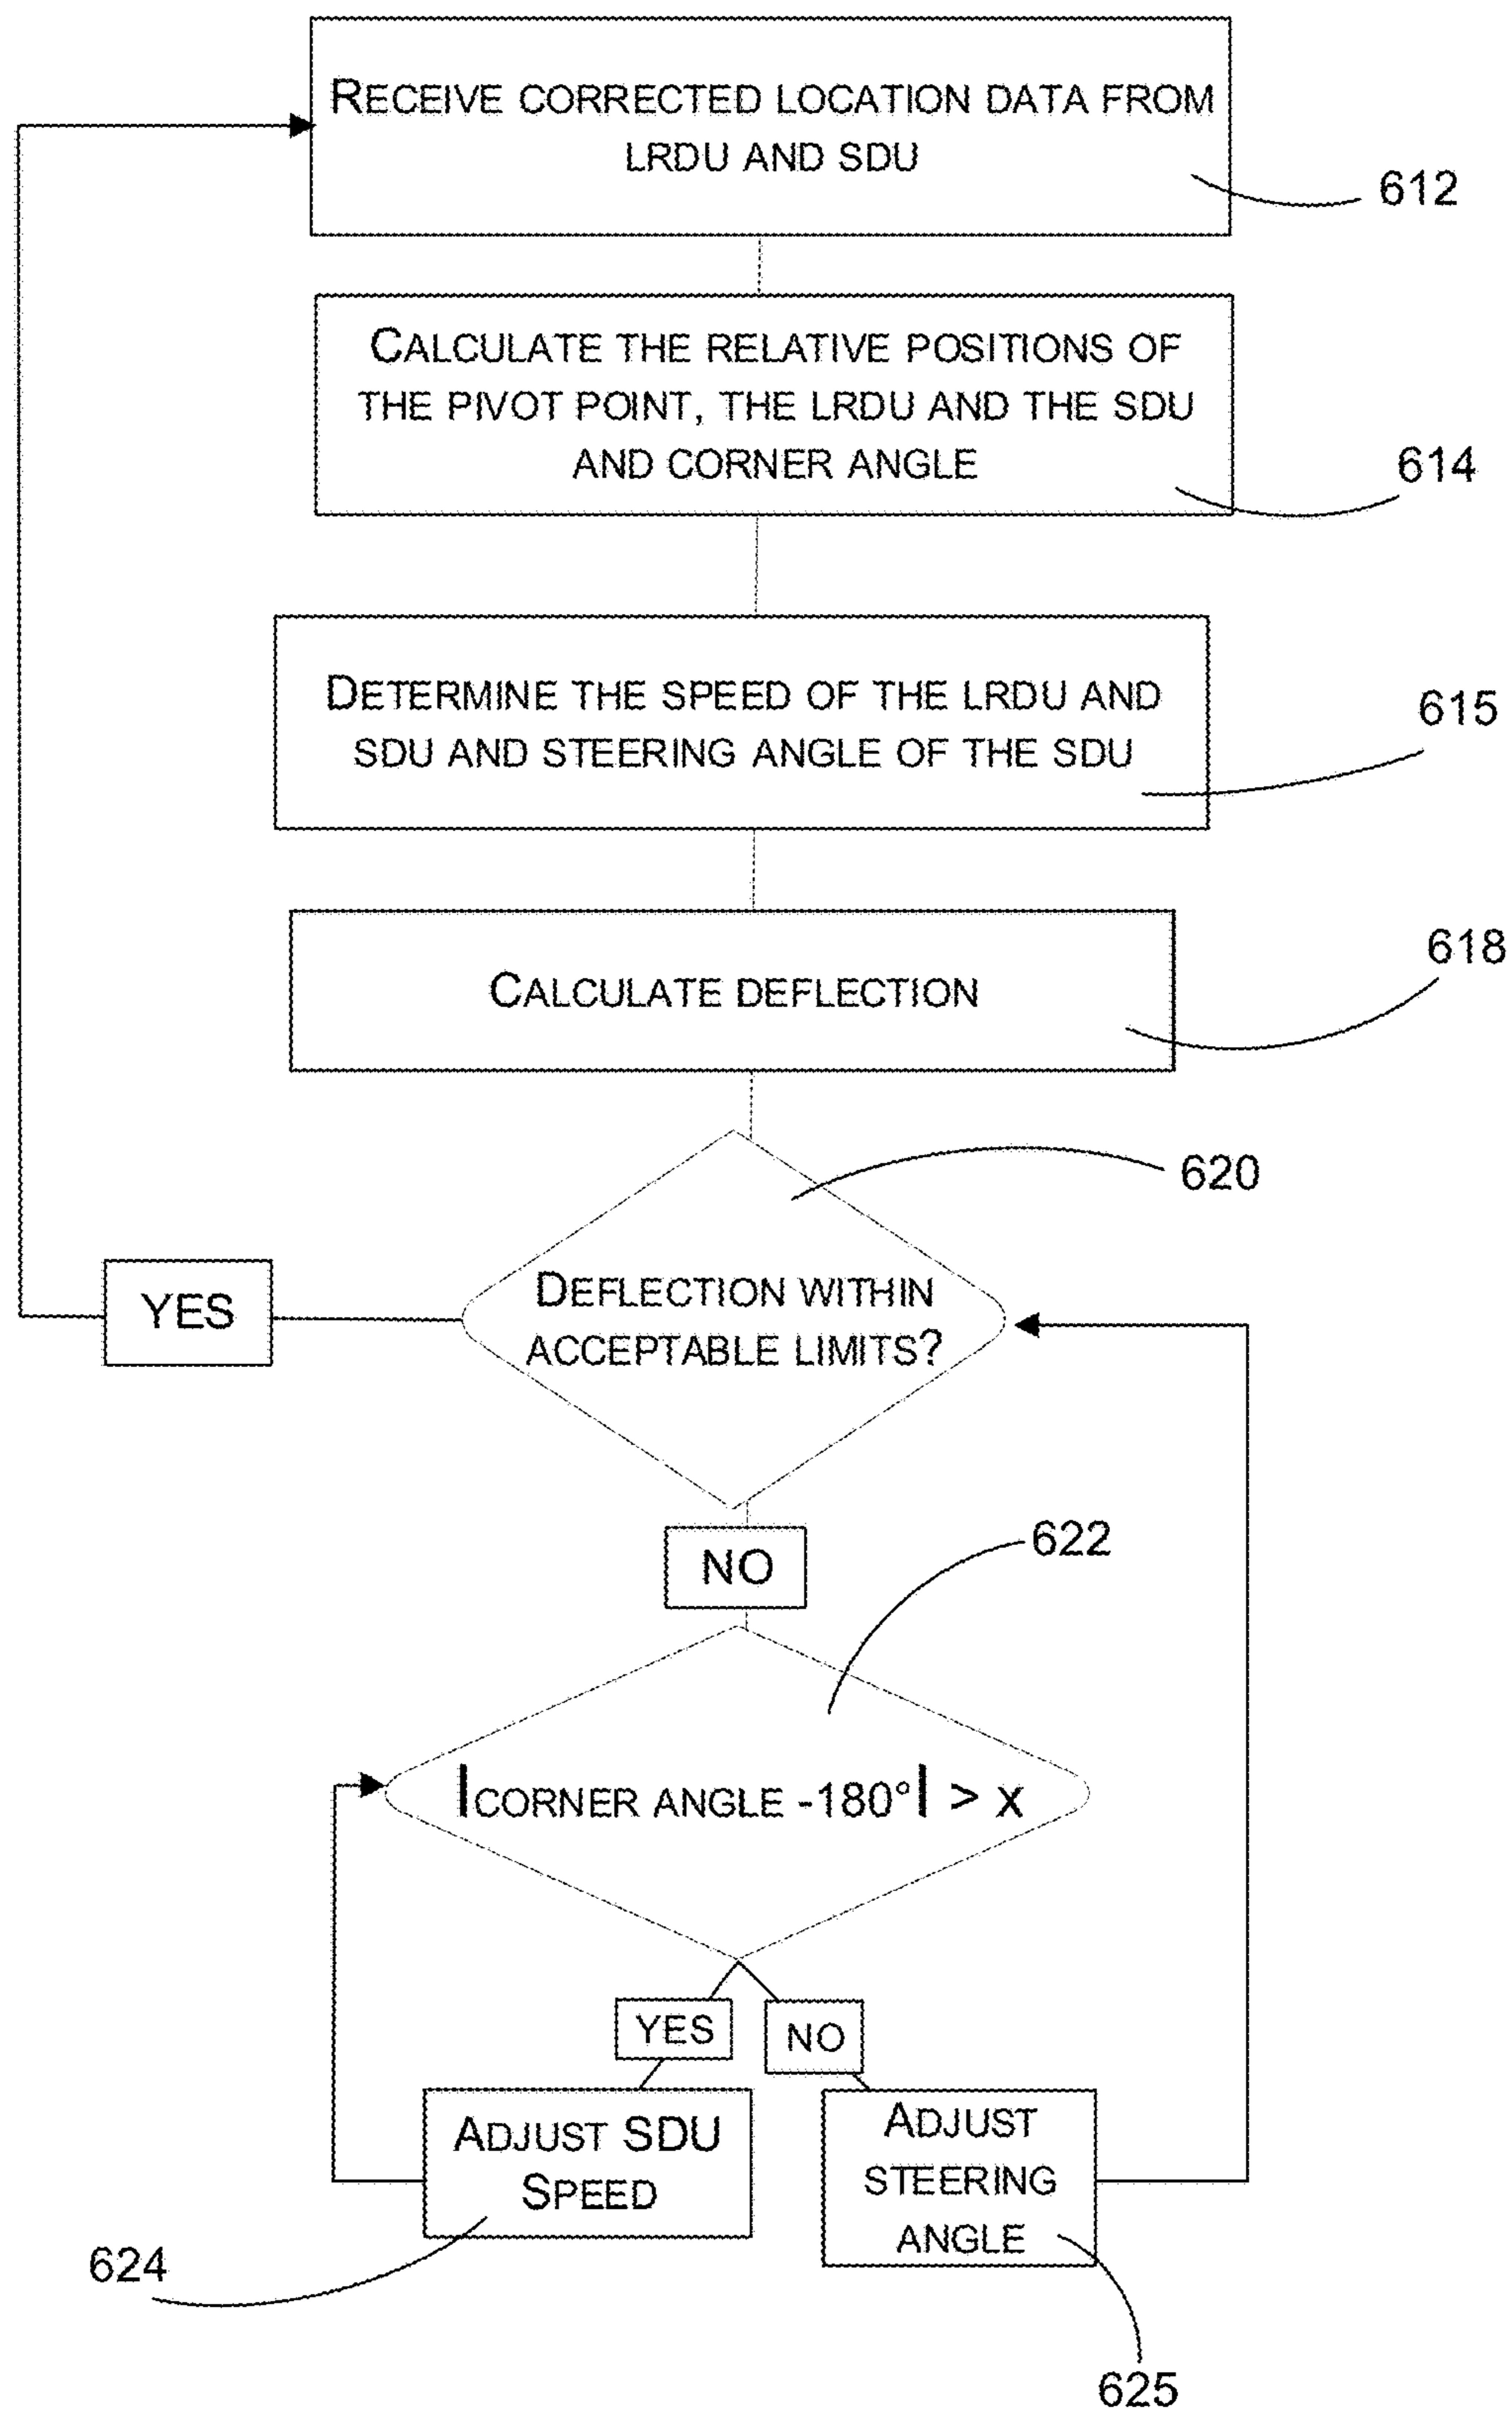 RECEIVE CORRECTED LOCATION DATA FROM
LRDU AND SDU
612
CALCULATE THE RELATIVE POSITIONS OF
THE PIVOT POINT, THE LRDU AND THE SDU
AND CORNER ANGLE
614
DETERMINE THE SPEED OF THE LRDU AND
SDU AND STEERING ANGLE OF THE SDU
615
CALCULATE DEFLECTION
618
620
DEFLECTION WITHIN
ACCEPTABLE LIMITS?
YES
NO
622
|CORNER ANGLE -180°| > X
YES
NO
ADJUST SDU
SPEED
624
ADJUST
STEERING
ANGLE
625